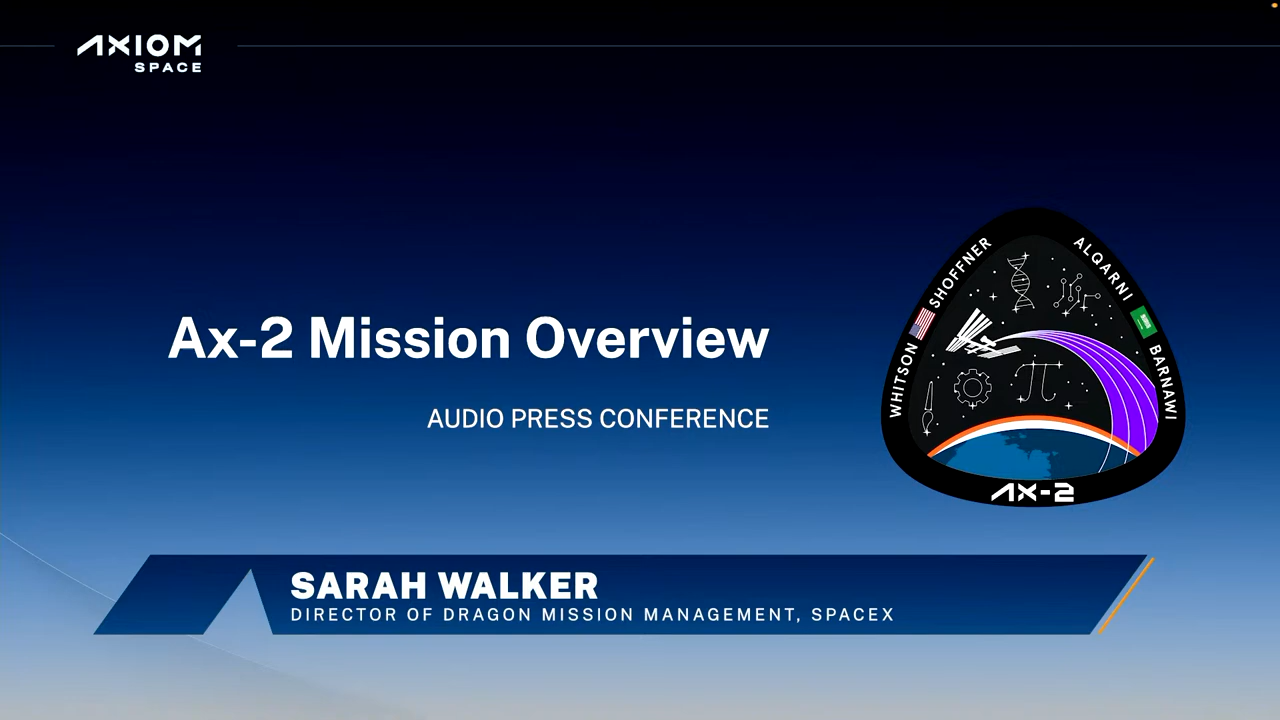 AXIOM
SPACE
Ax-2 Mission Overview
AUDIO PRESS CONFERENCE
WHITSON
SHOFFNER
ALQARNI
BARNAWI
π
AX-2
SARAH WALKER
DIRECTOR OF DRAGON MISSION MANAGEMENT, SPACEX